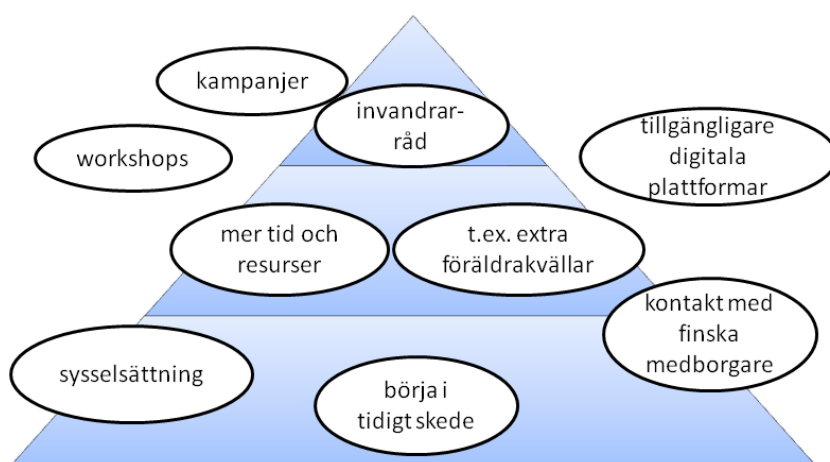 kampanjer
invandrar-
råd
workshops
tillgängligare
digitala
plattformar
mer tid och
resurser
t.ex. extra
föräldrakvällar
kontakt med
finska
medborgare
sysselsättning
börja i
tidigt skede